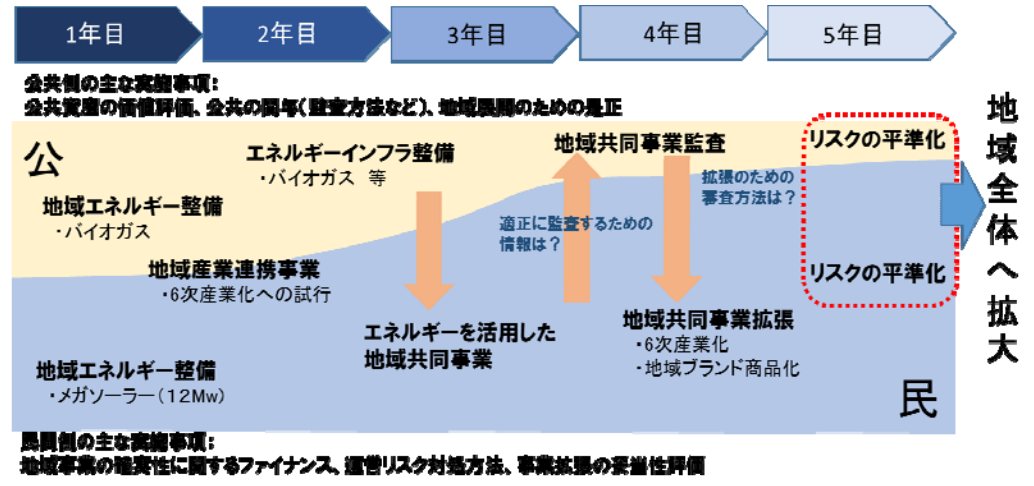 1年目
2年目
3年目
4年目
5年目
公共側の主な実施事項:
公共資産の価値評価、公共の関与(監査方法など)、地域展開のための是正
公
地域エネルギー整備
・バイオガス
エネルギーインフラ整備
・バイオガス 等
地域共同事業監査
リスクの平準化
拡張のための
審査方法は?
適正に監査するための
情報は?
地域産業連携事業
・6次産業化への試行
リスクの平準化
エネルギーを活用した
地域共同事業
地域共同事業拡張
・6次産業化
・地域ブランド商品化
地域エネルギー整備
・メガソーラー(12Mw)
民
地域全体へ拡大
民間側の主な実施事項:
地域事業の確実性に関するファイナンス、運営リスク対処方法、事業拡張の妥当性評価